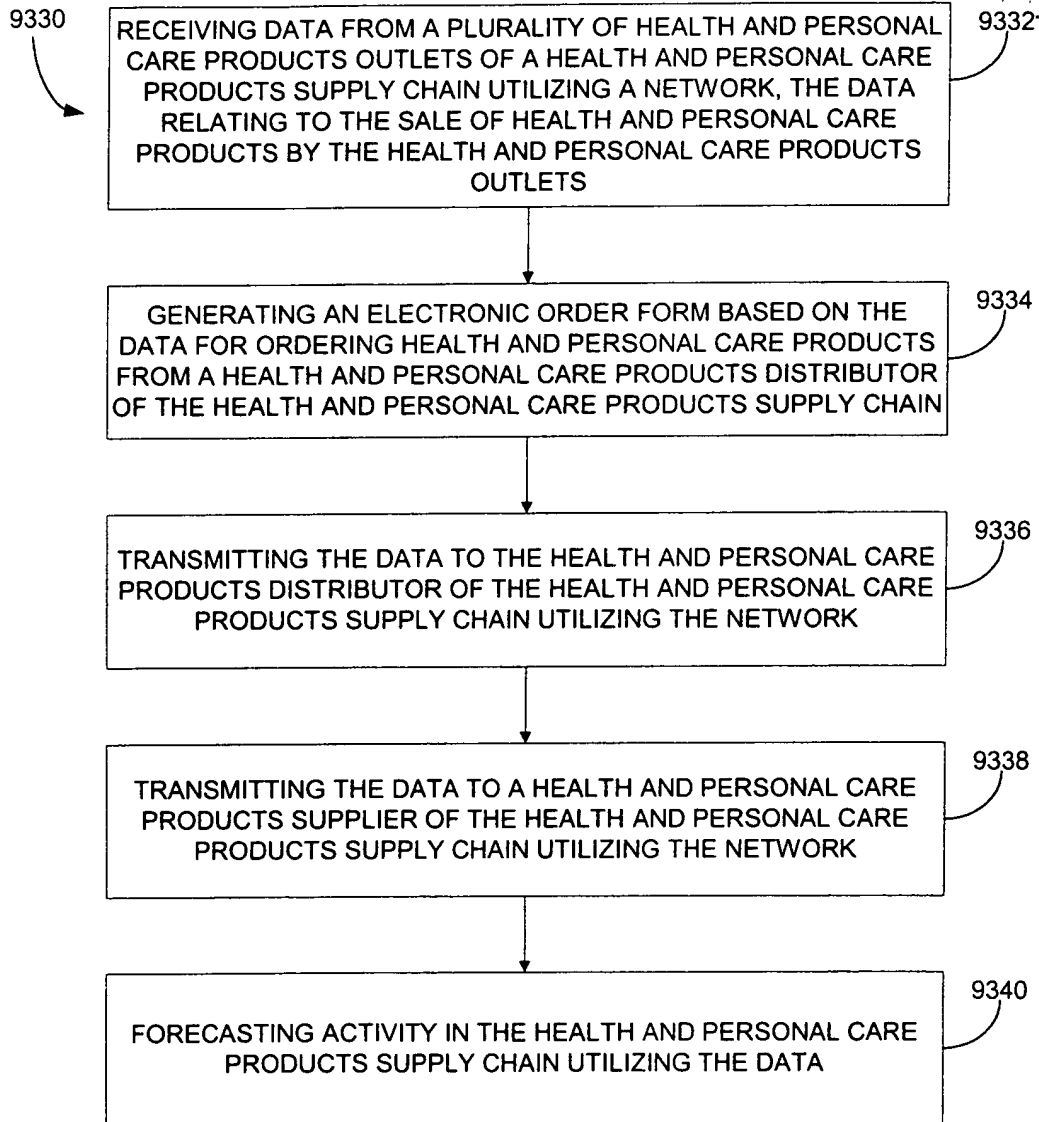 9330
RECEIVING DATA FROM A PLURALITY OF HEALTH AND PERSONAL
CARE PRODUCTS OUTLETS OF A HEALTH AND PERSONAL CARE
PRODUCTS SUPPLY CHAIN UTILIZING A NETWORK, THE DATA
RELATING TO THE SALE OF HEALTH AND PERSONAL CARE
PRODUCTS BY THE HEALTH AND PERSONAL CARE PRODUCTS
OUTLETS
9332
GENERATING AN ELECTRONIC ORDER FORM BASED ON THE
DATA FOR ORDERING HEALTH AND PERSONAL CARE PRODUCTS
FROM A HEALTH AND PERSONAL CARE PRODUCTS DISTRIBUTOR
OF THE HEALTH AND PERSONAL CARE PRODUCTS SUPPLY CHAIN
9334
TRANSMITTING THE DATA TO THE HEALTH AND PERSONAL CARE
PRODUCTS DISTRIBUTOR OF THE HEALTH AND PERSONAL CARE
PRODUCTS SUPPLY CHAIN UTILIZING THE NETWORK
9336
TRANSMITTING THE DATA TO A HEALTH AND PERSONAL CARE
PRODUCTS SUPPLIER OF THE HEALTH AND PERSONAL CARE
PRODUCTS SUPPLY CHAIN UTILIZING THE NETWORK
9338
FORECASTING ACTIVITY IN THE HEALTH AND PERSONAL CARE
PRODUCTS SUPPLY CHAIN UTILIZING THE DATA
9340